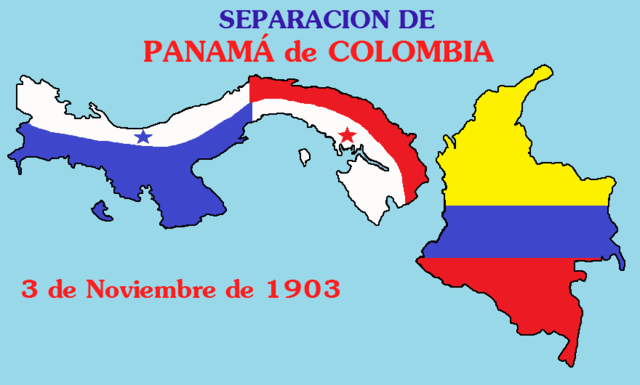 SEPARACION DE
PANAMÁ de COLOMBIA
3 de Noviembre de 1903